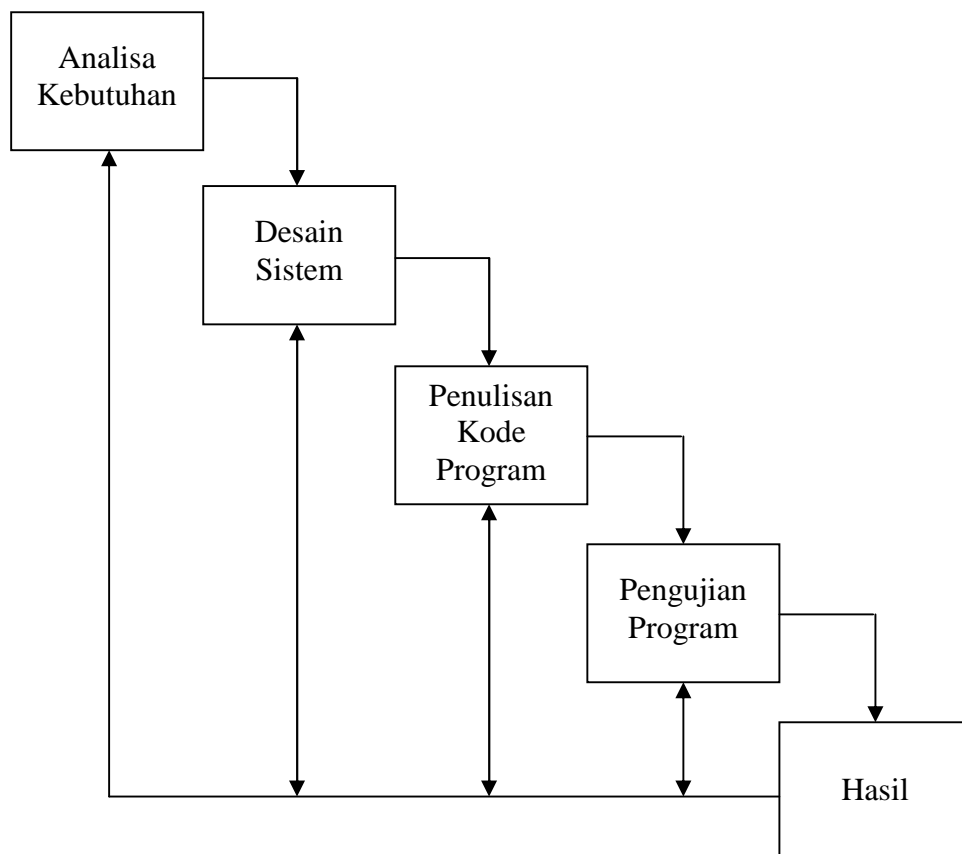 Analisa
Kebutuhan
Desain
Sistem
Penulisan
Kode
Program
Pengujian
Program
Hasil